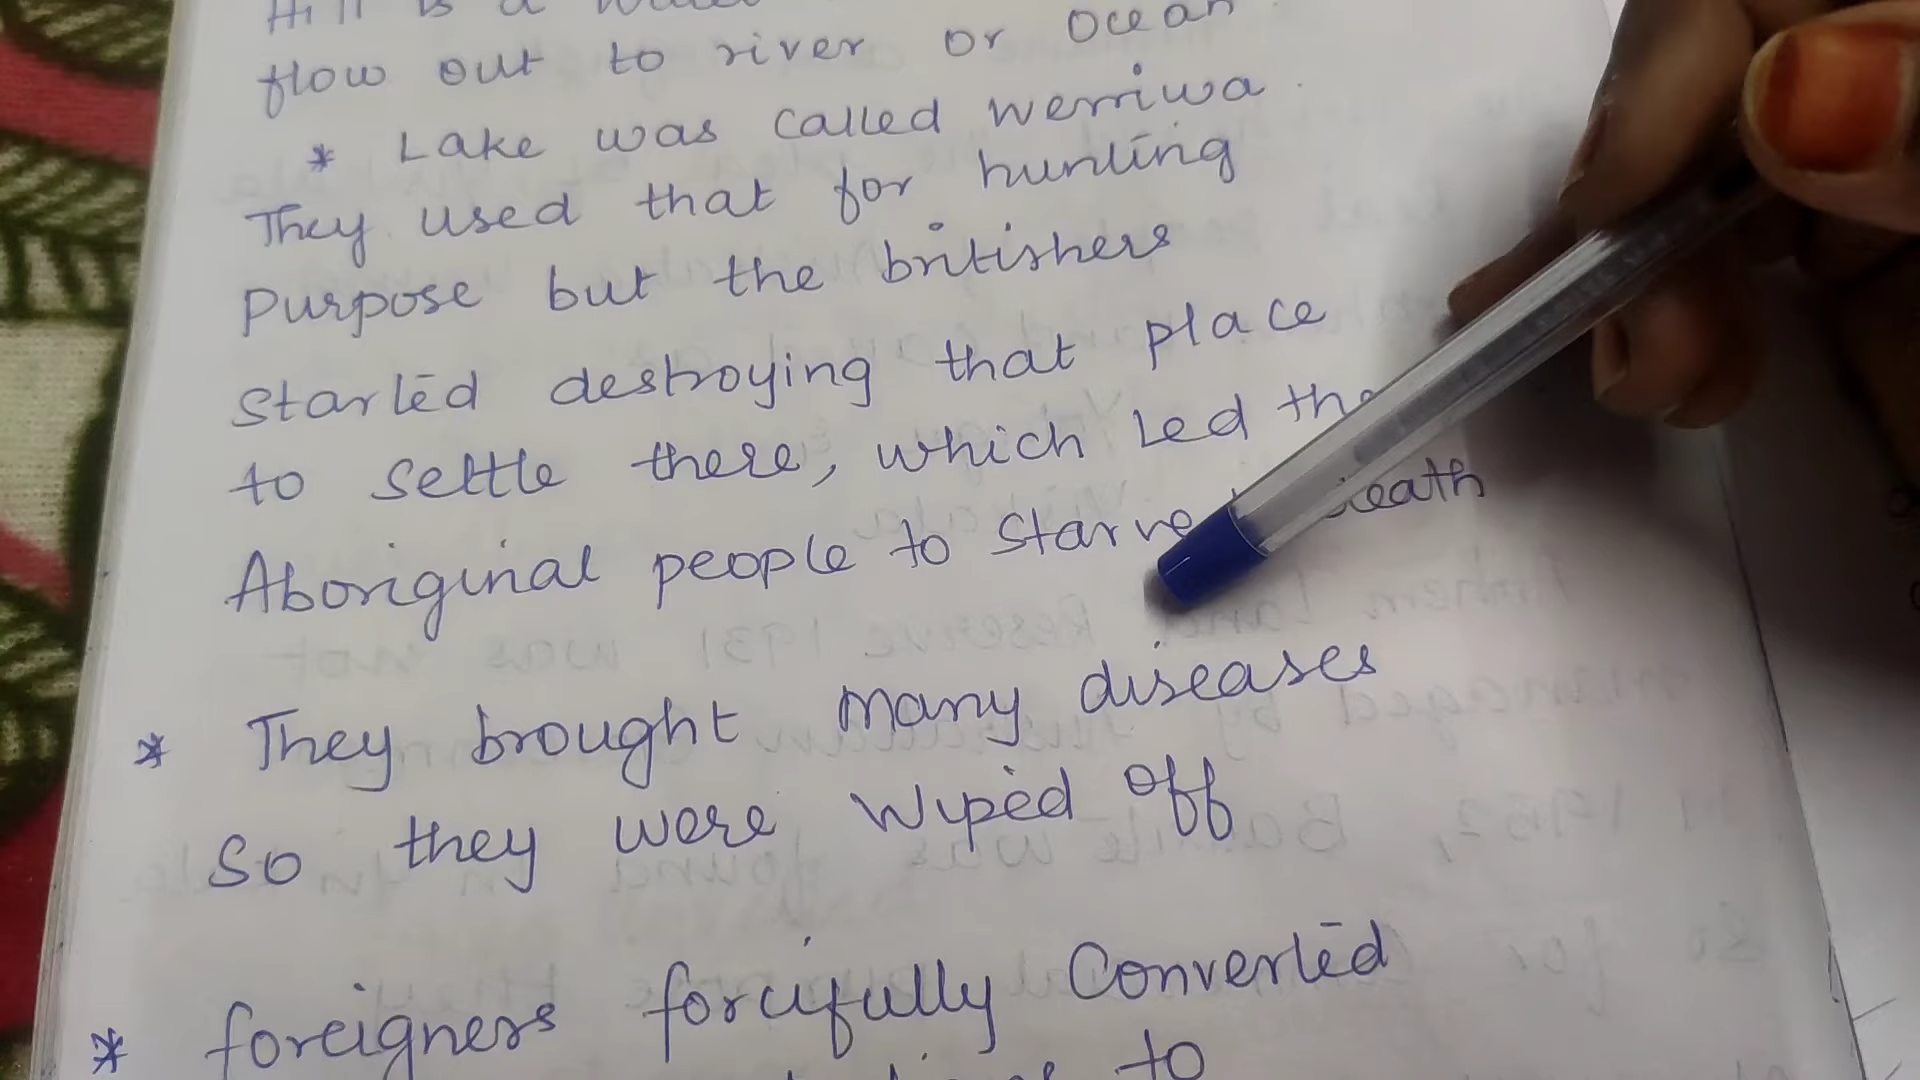 Hill is a
flow out to river or Ocean
* Lake was called Werriwa
They used that for hunting
Purpose but the britishers
Started destroying that place
to settle there, which Led the
Aboriginal people to starve death
* They brought many diseases
So they were wiped off
* foreigners forcifully Converted
to